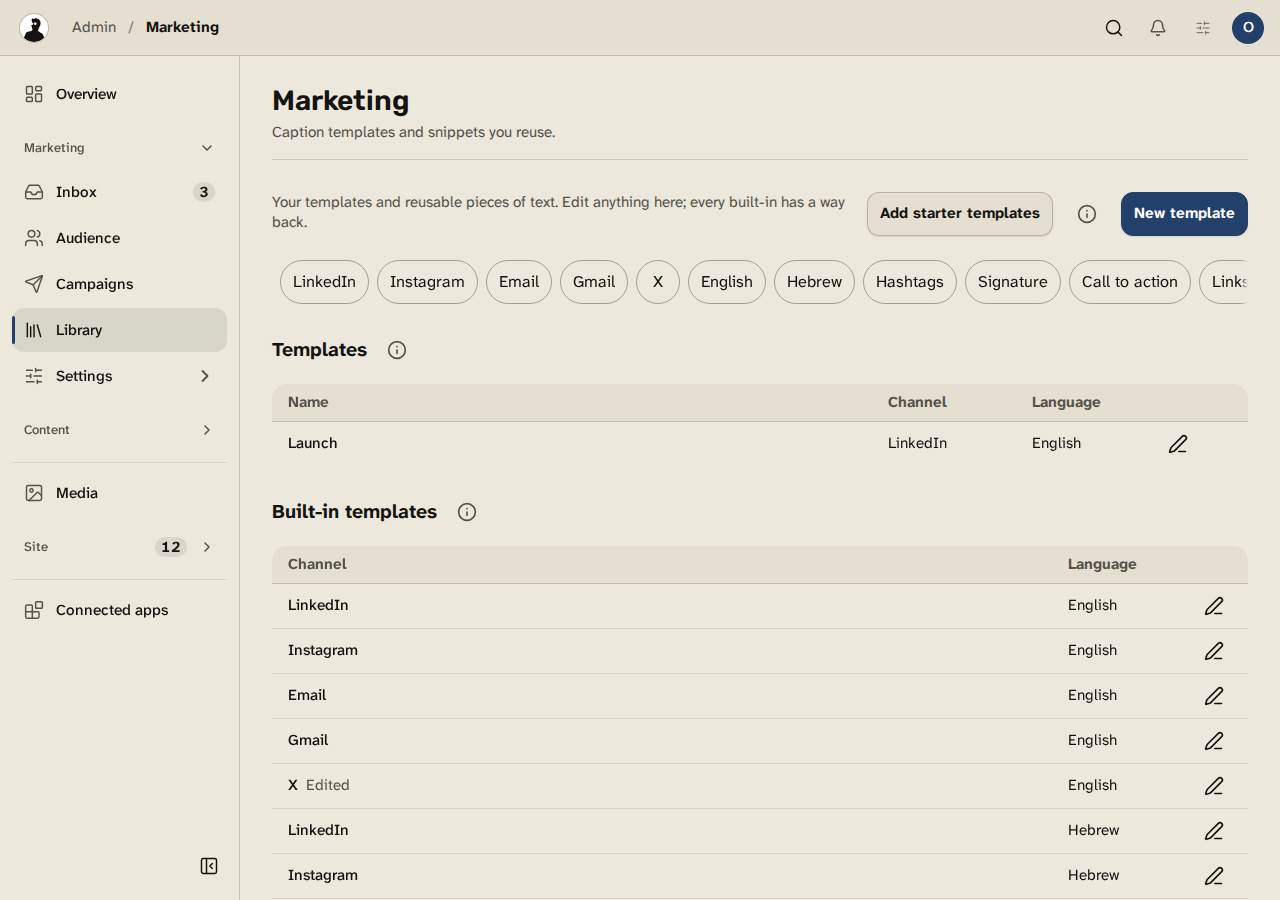 Admin / Marketing
O
Overview
Marketing
Inbox 3
Audience
Campaigns
Library
Settings
Content
Media
Site 12
Connected apps
Marketing
Caption templates and snippets you reuse.
Your templates and reusable pieces of text. Edit anything here; every built-in has a way back.
Add starter templates
New template
LinkedIn Instagram Email Gmail X English Hebrew Hashtags Signature Call to action Links
Templates
Name Channel Language
Launch LinkedIn English
Built-in templates
Channel Language
LinkedIn English
Instagram English
Email English
Gmail English
X Edited English
LinkedIn Hebrew
Instagram Hebrew